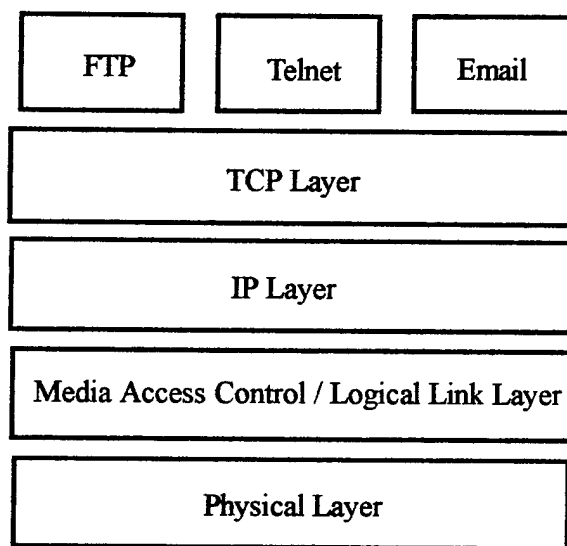 FTP
Telnet
Email
TCP Layer
IP Layer
Media Access Control / Logical Link Layer
Physical Layer